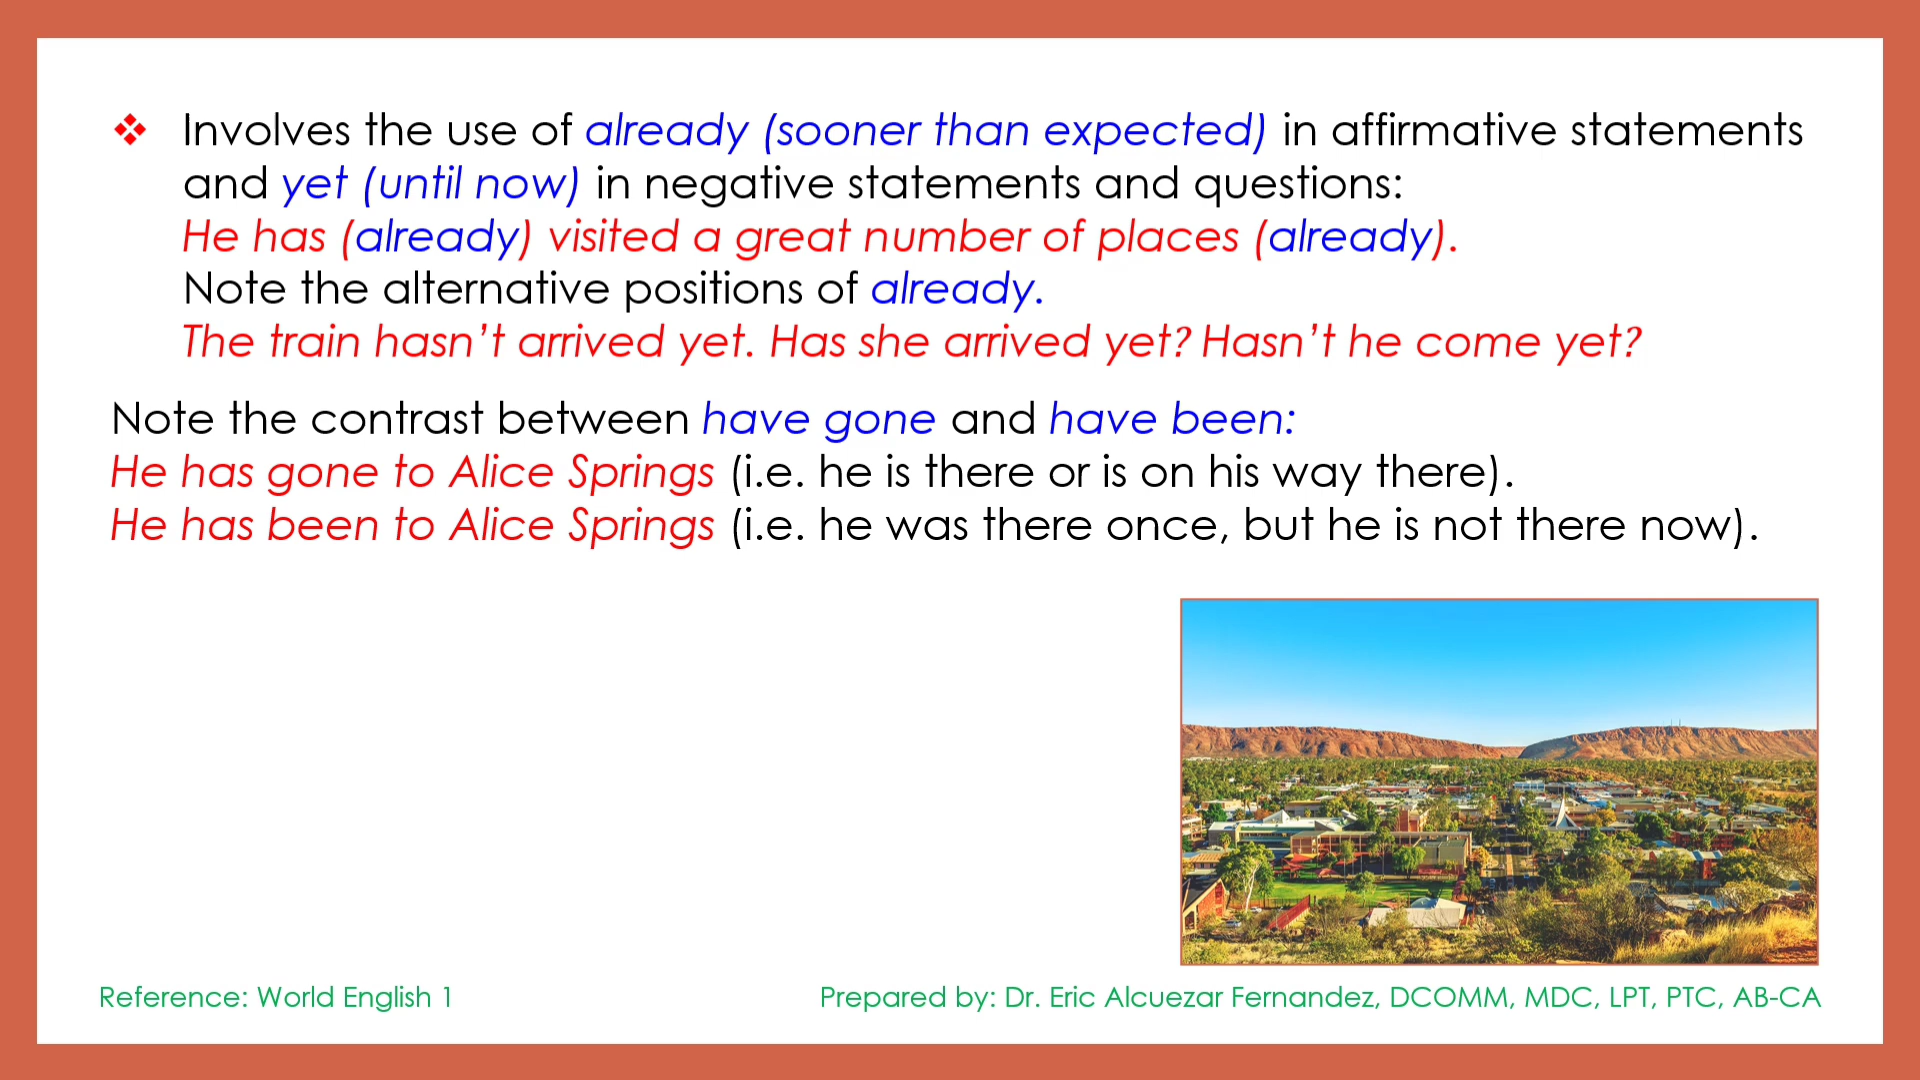 Involves the use of already (sooner than expected) in affirmative statements
and yet (until now) in negative statements and questions:
He has (already) visited a great number of places (already).
Note the alternative positions of already.
The train hasn’t arrived yet. Has she arrived yet? Hasn’t he come yet?
Note the contrast between have gone and have been:
He has gone to Alice Springs (i.e. he is there or is on his way there).
He has been to Alice Springs (i.e. he was there once, but he is not there now).
Reference: World English 1
Prepared by: Dr. Eric Alcuezar Fernandez, DCOMM, MDC, LPT, PTC, AB-CA